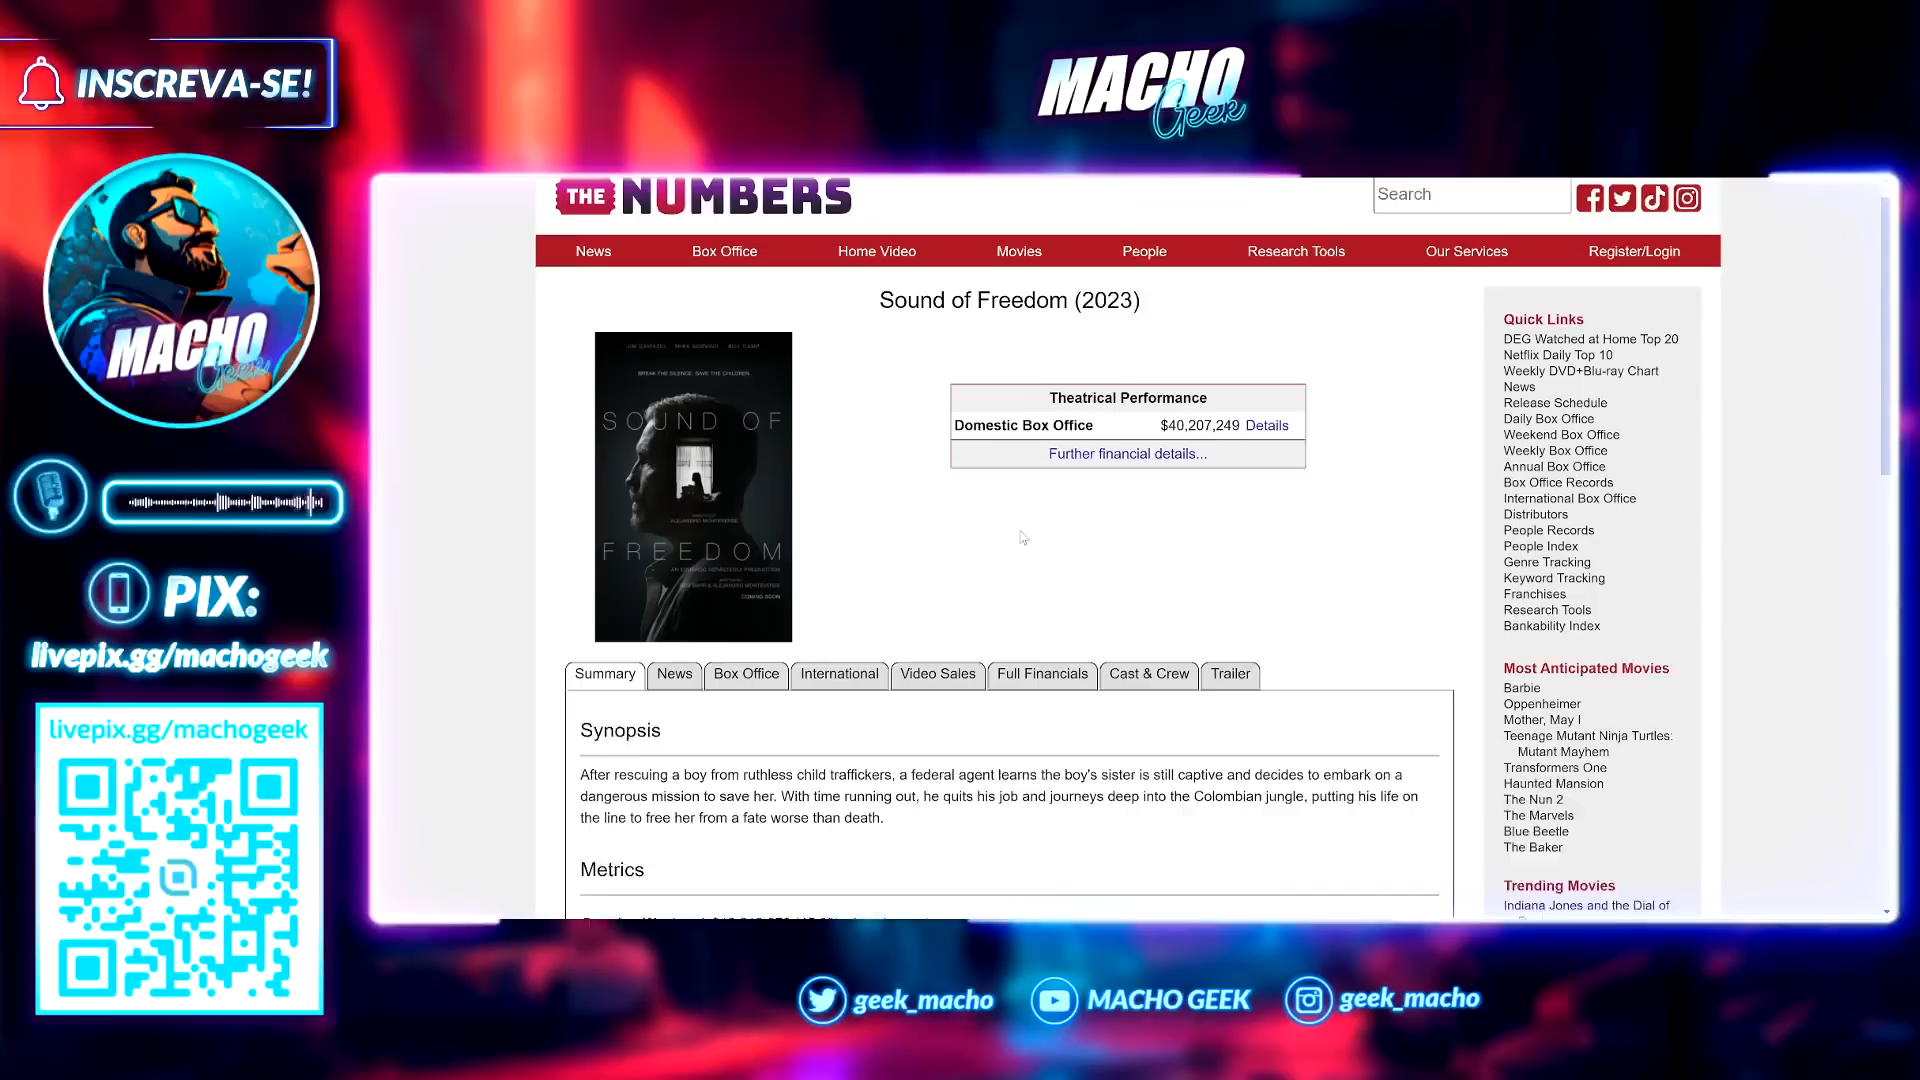 INSCREVA-SE!
MACHO
Geek
MACHO
Geek
PIX:
livepix.gg/machogeek
livepix.gg/machogeek
THE NUMBERS
Search
News
Box Office
Home Video
Movies
People
Research Tools
Our Services
Register/Login
Sound of Freedom (2023)
BREAK THE SILENCE. SAVE THE CHILDREN.
SOUND OF
FREEDOM
COMING SOON
Theatrical Performance
Domestic Box Office $40,207,249 Details
Further financial details...
Summary
News
Box Office
International
Video Sales
Full Financials
Cast & Crew
Trailer
Synopsis
After rescuing a boy from ruthless child traffickers, a federal agent learns the boy's sister is still captive and decides to embark on a
dangerous mission to save her. With time running out, he quits his job and journeys deep into the Colombian jungle, putting his life on
the line to free her from a fate worse than death.
Metrics
Quick Links
DEG Watched at Home Top 20
Netflix Daily Top 10
Weekly DVD+Blu-ray Chart
News
Release Schedule
Daily Box Office
Weekend Box Office
Weekly Box Office
Annual Box Office
Box Office Records
International Box Office
Distributors
People Records
People Index
Genre Tracking
Keyword Tracking
Franchises
Research Tools
Bankability Index
Most Anticipated Movies
Barbie
Oppenheimer
Mother, May I
Teenage Mutant Ninja Turtles:
Mutant Mayhem
Transformers One
Haunted Mansion
The Nun 2
The Marvels
Blue Beetle
The Baker
Trending Movies
Indiana Jones and the Dial of
geek_macho
MACHO GEEK
geek_macho